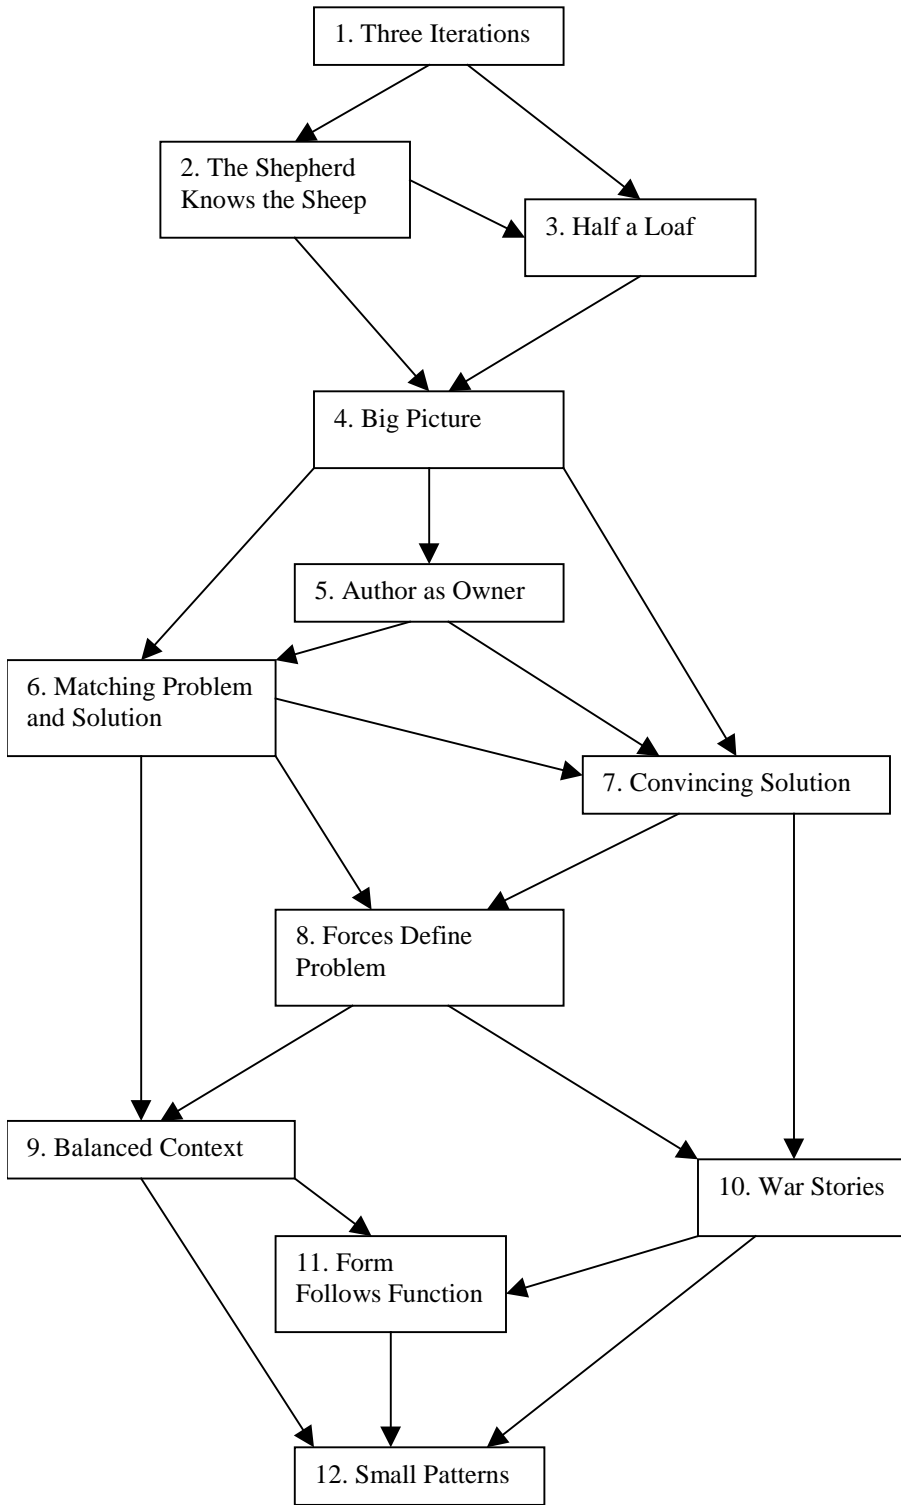 1. Three Iterations
2. The Shepherd
Knows the Sheep
3. Half a Loaf
4. Big Picture
5. Author as Owner
6. Matching Problem
and Solution
7. Convincing Solution
8. Forces Define
Problem
9. Balanced Context
10. War Stories
11. Form
Follows Function
12. Small Patterns